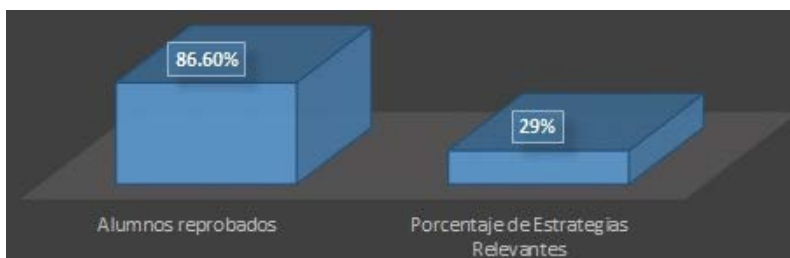 86.60%
29%
Alumnos reprobados
Porcentaje de Estrategias
Relevantes